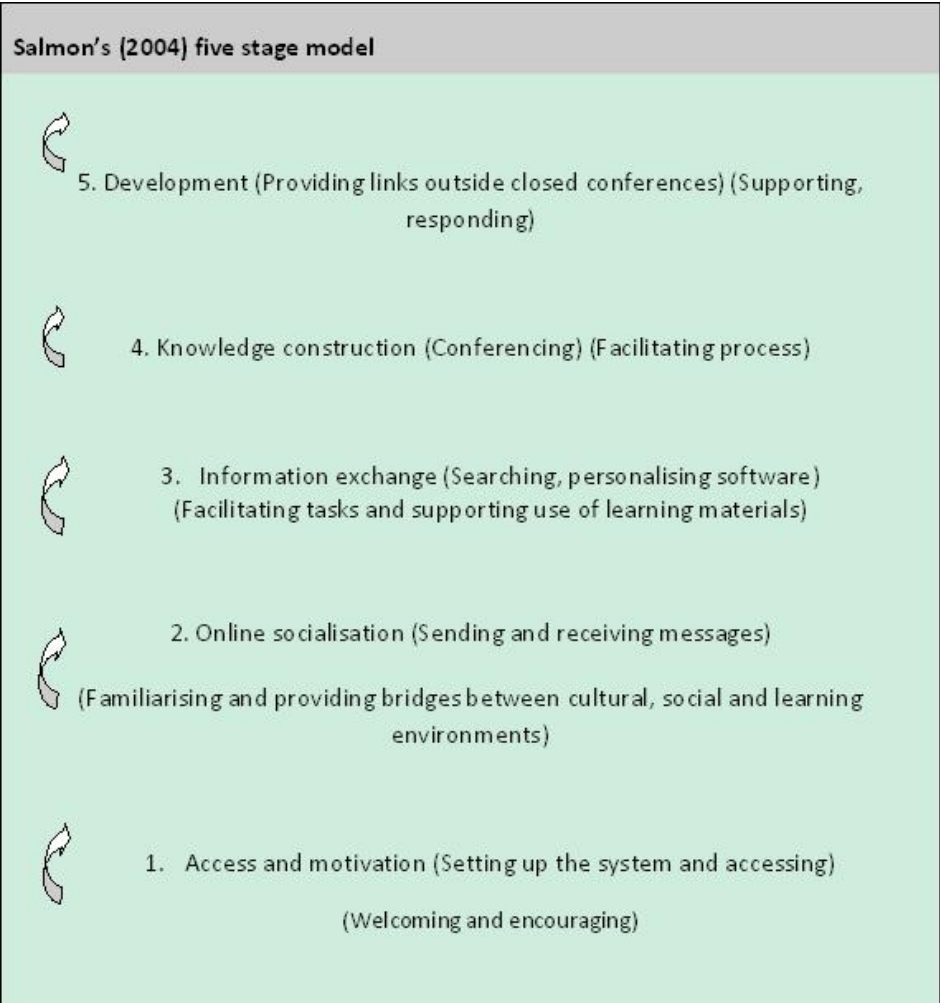 Salmon's (2004) five stage model
5. Development (Providing links outside closed conferences) (Supporting,
responding)
4. Knowledge construction (Conferencing) (Facilitating process)
3. Information exchange (Searching, personalising software)
(Facilitating tasks and supporting use of learning materials)
2. Online socialisation (Sending and receiving messages)
(Familiarising and providing bridges between cultural, social and learning
environments)
1. Access and motivation (Setting up the system and accessing)
(Welcoming and encouraging)